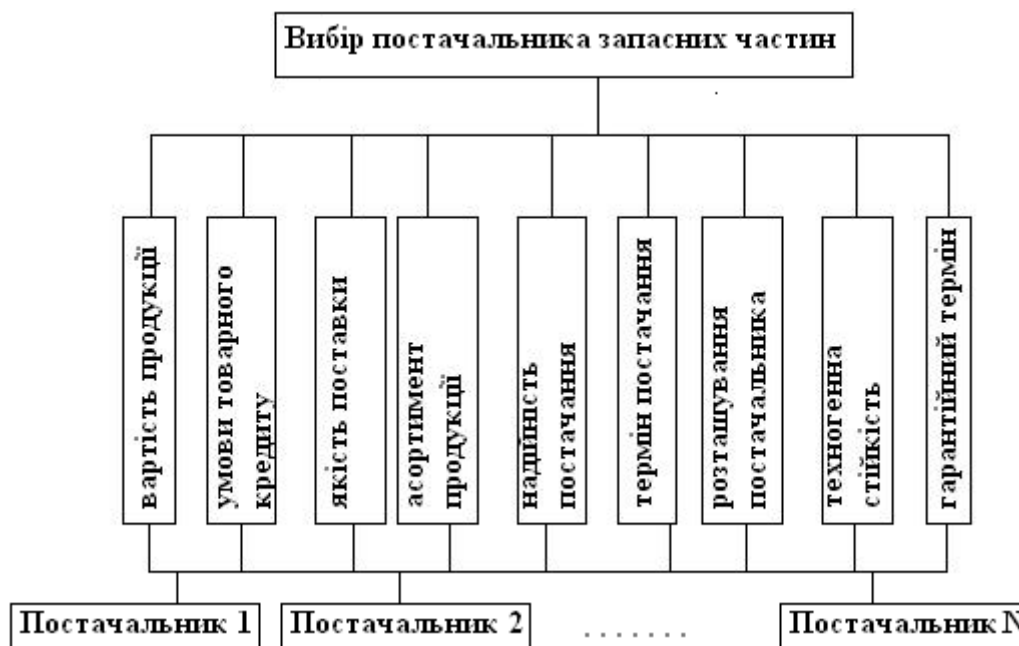 Вибір постачальника запасних частин
вартість продукції
умови товарного
кредиту
якість поставки
асортимент
продукції
надійність
постачання
термін постачання
розташування
постачальника
техногенна
стійкість
гарантійний термін
Постачальник 1
Постачальник 2
. . . . . . .
Постачальник N